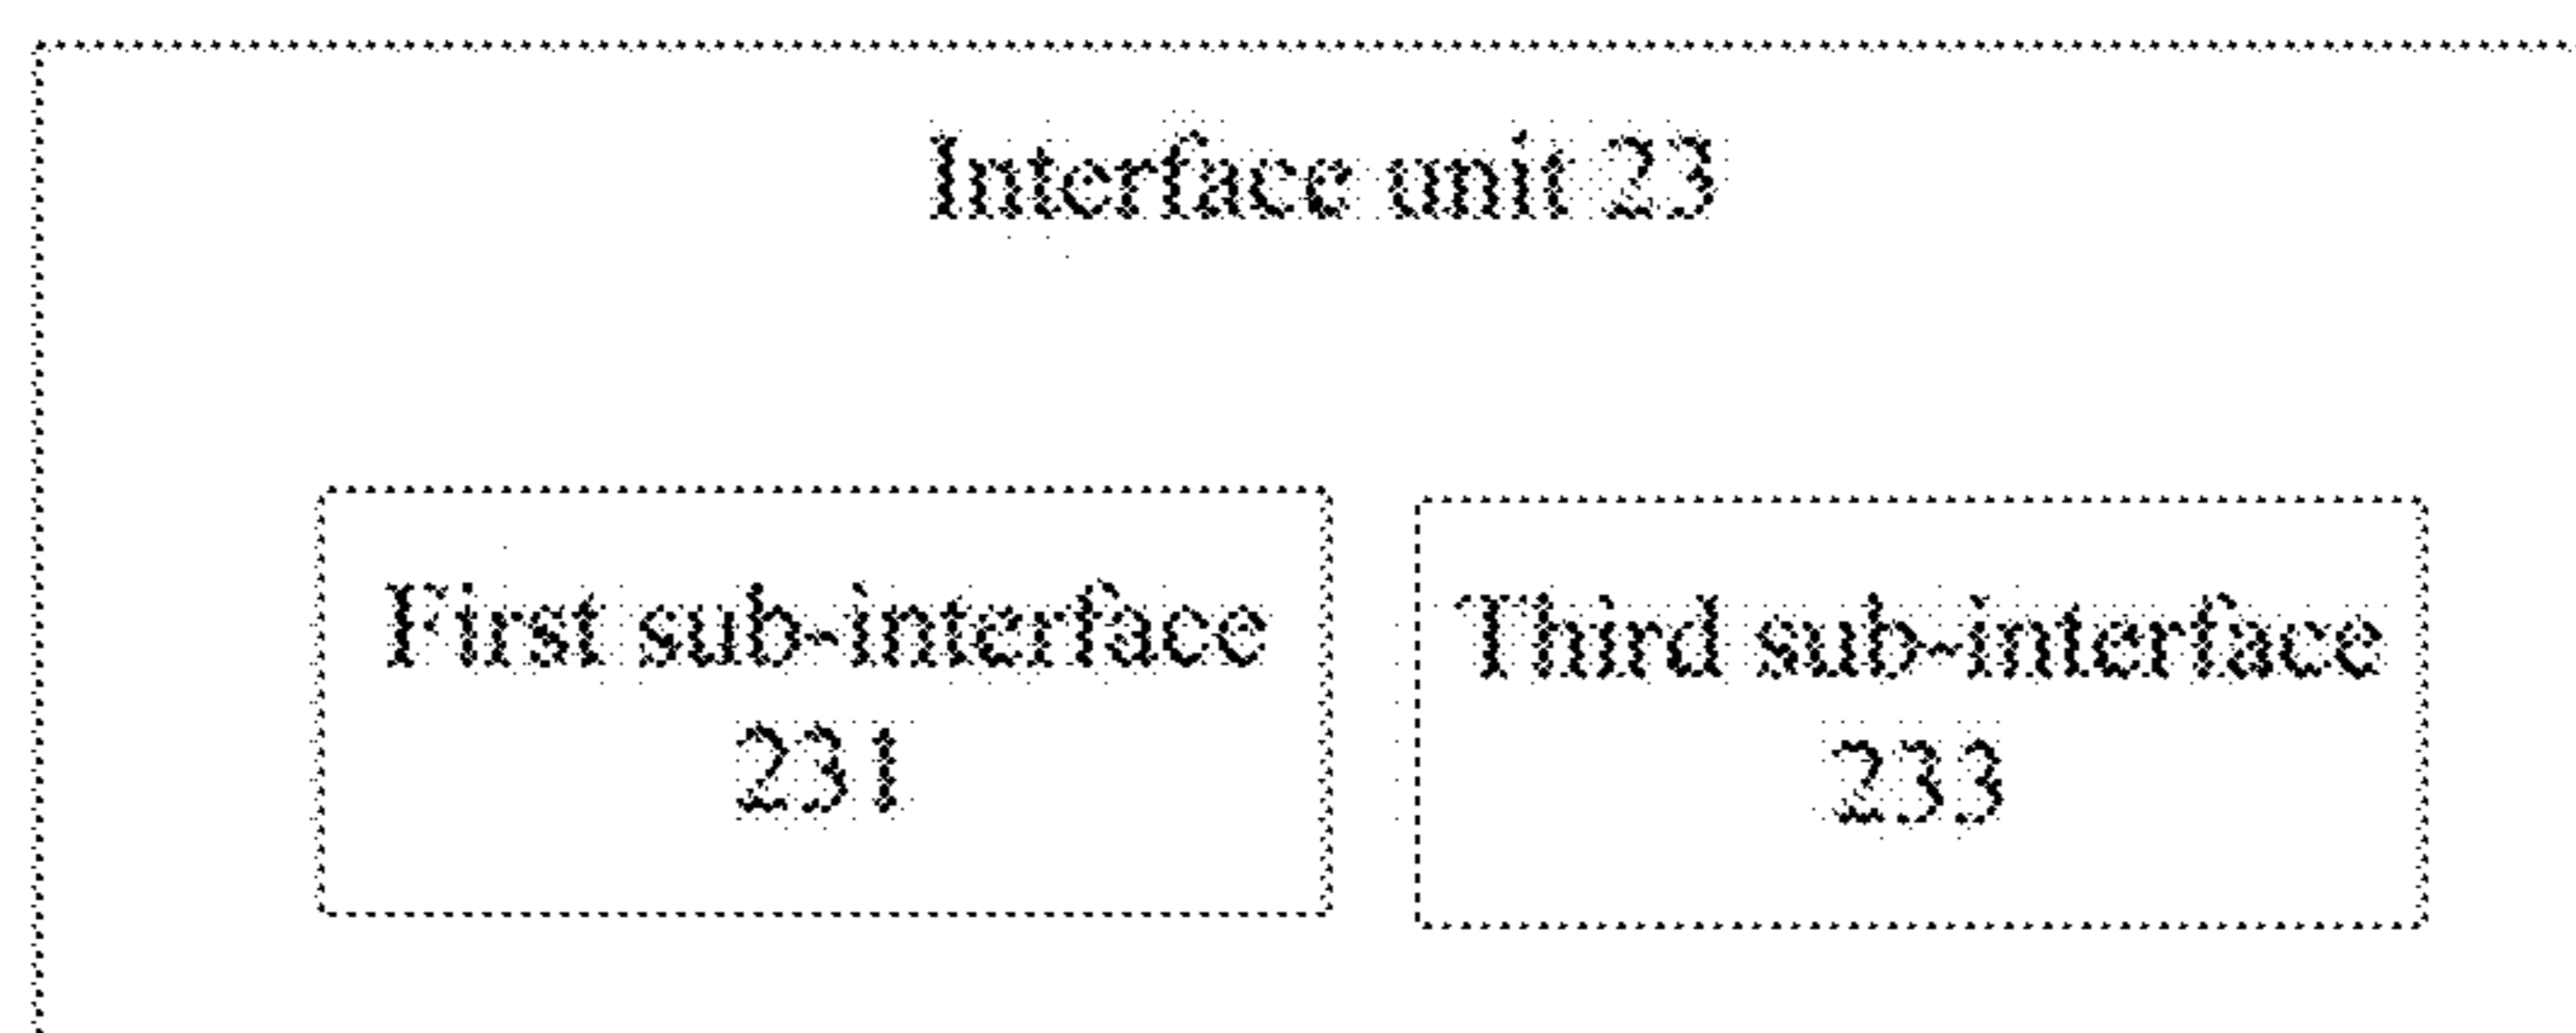 Interface unit 23
First sub-interface
231
Third sub-interface
233